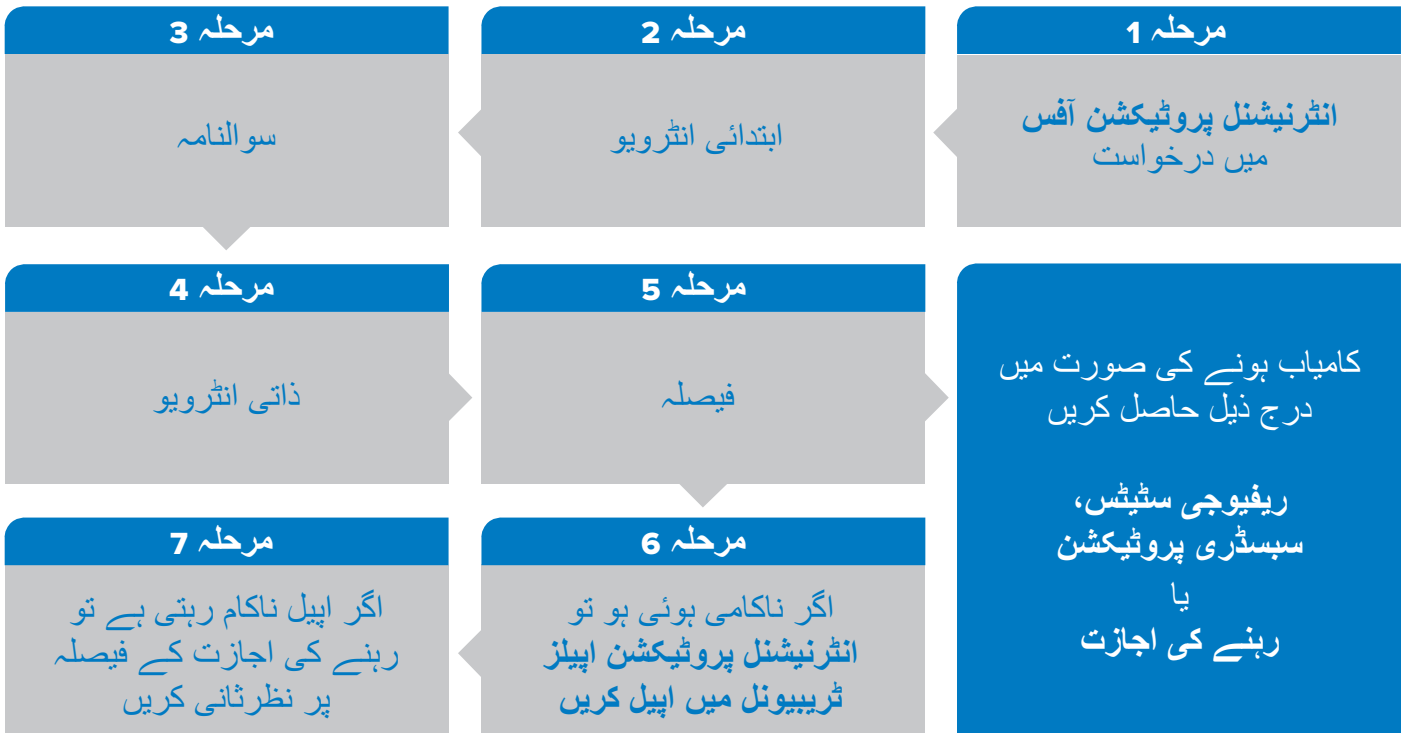 مرحلہ 1
انٹرنیشنل پروٹیکشن آفس
میں درخواست
مرحلہ 2
ابتدائی انٹرویو
مرحلہ 3
سوالنامہ
مرحلہ 4
ذاتی انٹرویو
مرحلہ 5
فیصلہ
کامیاب ہونے کی صورت میں
درج ذیل حاصل کریں
ریفیوجی سٹیٹس،
سبسڈری پروٹیکشن
یا
رہنے کی اجازت
مرحلہ 6
اگر ناکامی ہوئی ہو تو
انٹرنیشنل پروٹیکشن اپیلز
ٹریبیونل میں اپیل کریں
مرحلہ 7
اگر اپیل ناکام رہتی ہے تو
رہنے کی اجازت کے فیصلہ
پر نظرثانی کریں